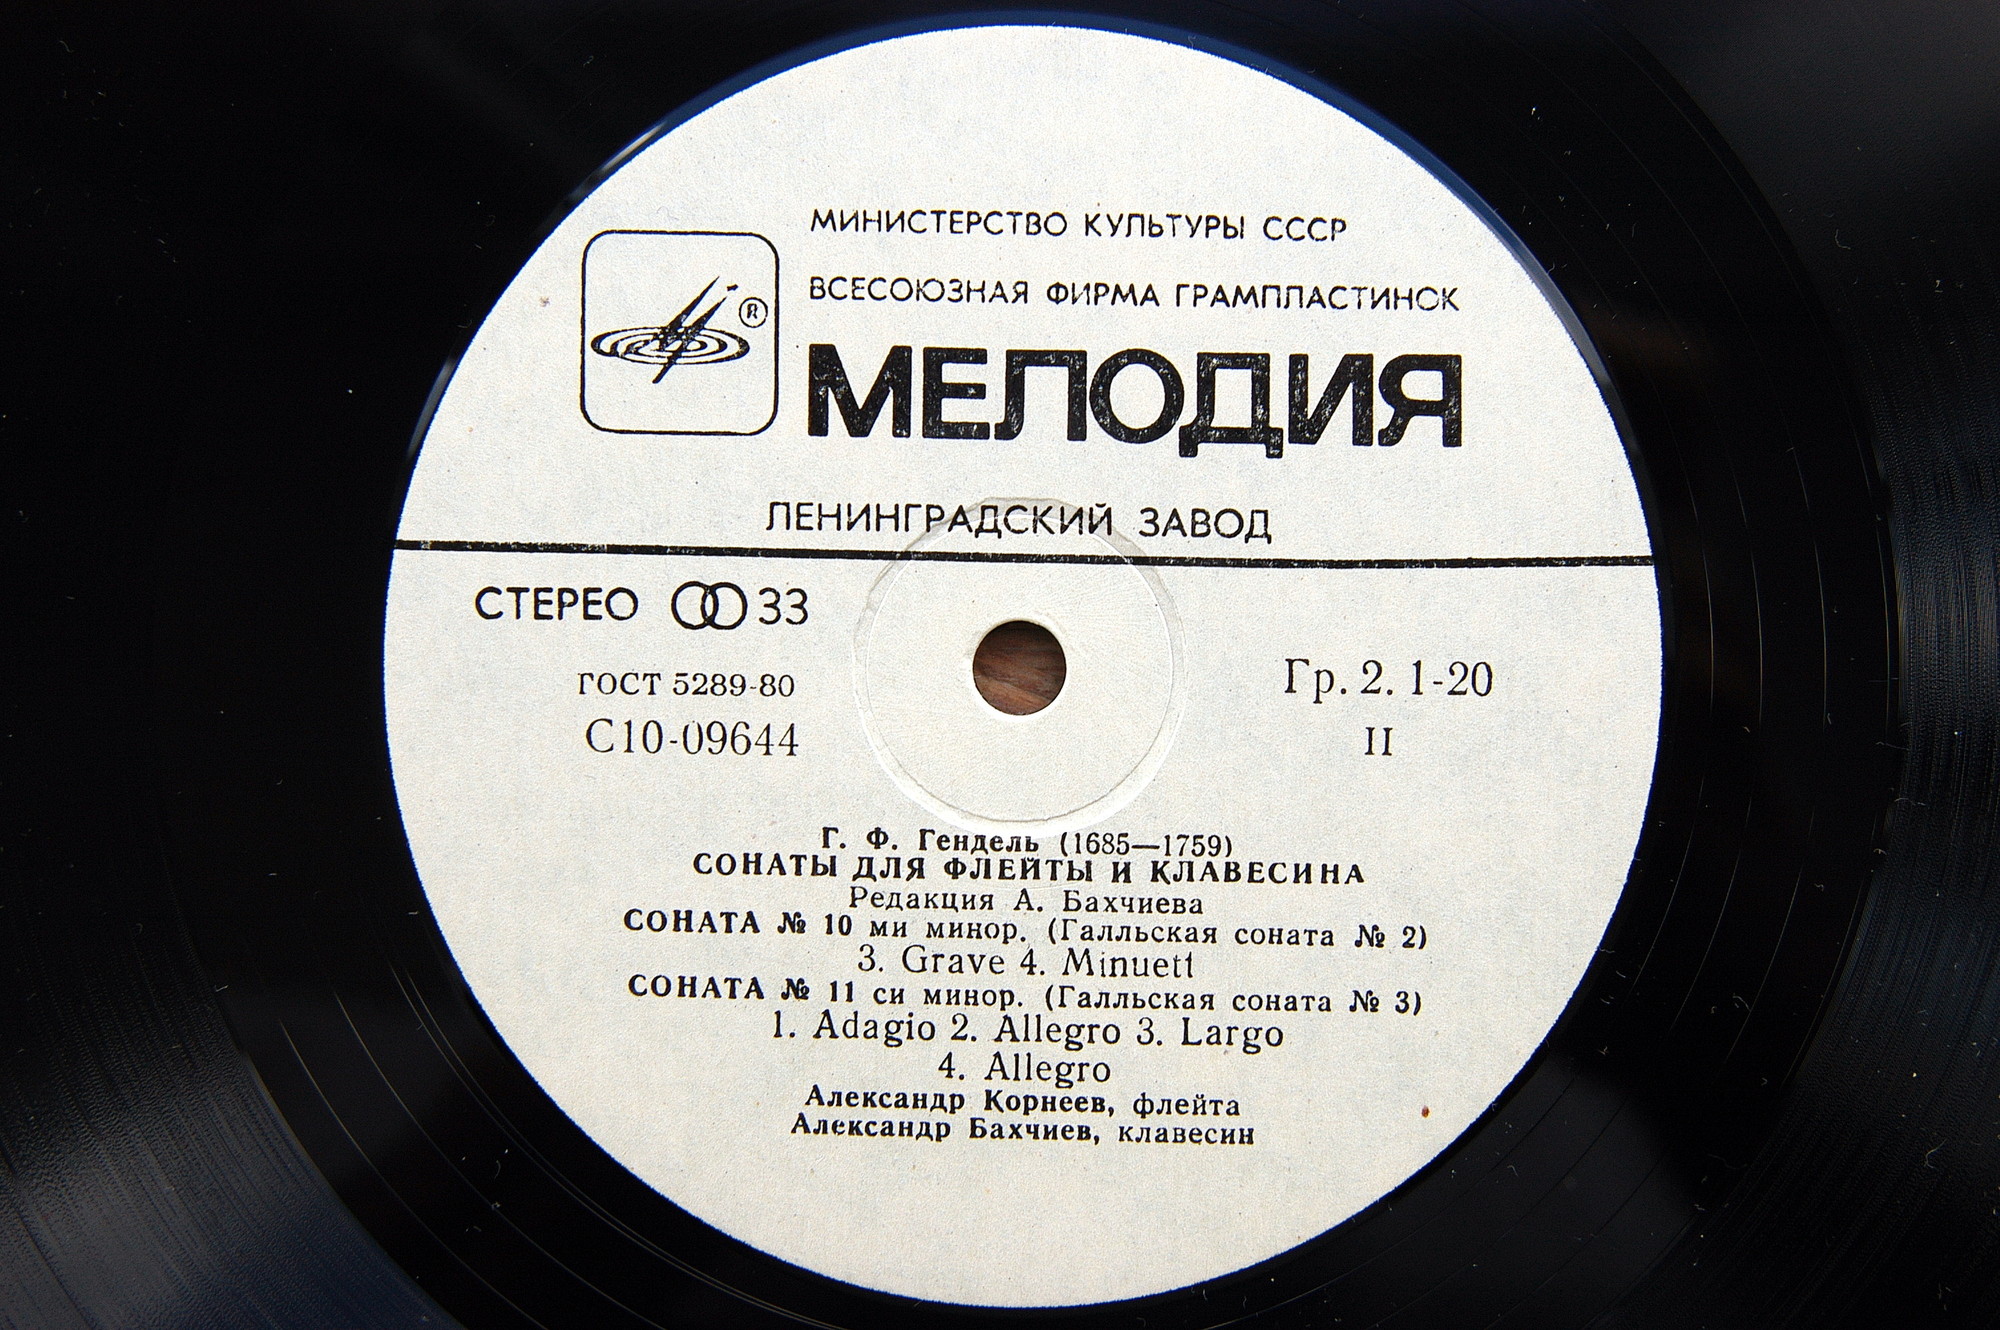 МИНИСТЕРСТВО КУЛЬТУРЫ СССР
ВСЕСОЮЗНАЯ ФИРМА ГРАМПЛАСТИНОК
®
МЕЛОДИЯ
ЛЕНИНГРАДСКИЙ ЗАВОД
СТЕРЕО 33
ГОСТ 5289-80
Гр. 2. 1-20
С10-09644
II
Г. Ф. Гендель (1685—1759)
СОНАТЫ ДЛЯ ФЛЕЙТЫ И КЛАВЕСИНА
Редакция А. Бахчиева
СОНАТА № 10 ми минор. (Галльская соната № 2)
3. Grave 4. Minuett
СОНАТА № 11 си минор. (Галльская соната № 3)
1. Adagio 2. Allegro 3. Largo
4. Allegro
Александр Корнеев, флейта
Александр Бахчиев, клавесин